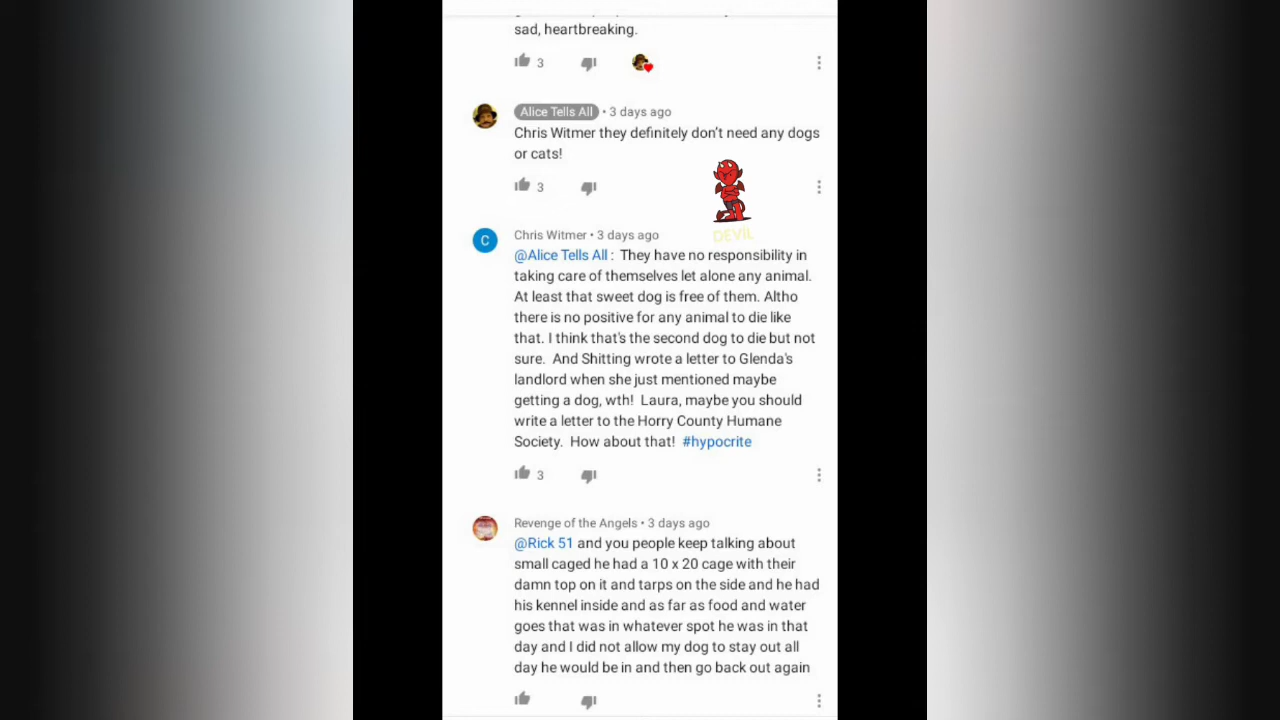 sad, heartbreaking.
3
Alice Tells All • 3 days ago
Chris Witmer they definitely don't need any dogs
or cats!
3
DEVIL
C
Chris Witmer • 3 days ago
@Alice Tells All : They have no responsibility in
taking care of themselves let alone any animal.
At least that sweet dog is free of them. Altho
there is no positive for any animal to die like
that. I think that's the second dog to die but not
sure. And Shitting wrote a letter to Glenda's
landlord when she just mentioned maybe
getting a dog, wth! Laura, maybe you should
write a letter to the Horry County Humane
Society. How about that! #hypocrite
3
Revenge of the Angels • 3 days ago
@Rick 51 and you people keep talking about
small caged he had a 10 x 20 cage with their
damn top on it and tarps on the side and he had
his kennel inside and as far as food and water
goes that was in whatever spot he was in that
day and I did not allow my dog to stay out all
day he would be in and then go back out again